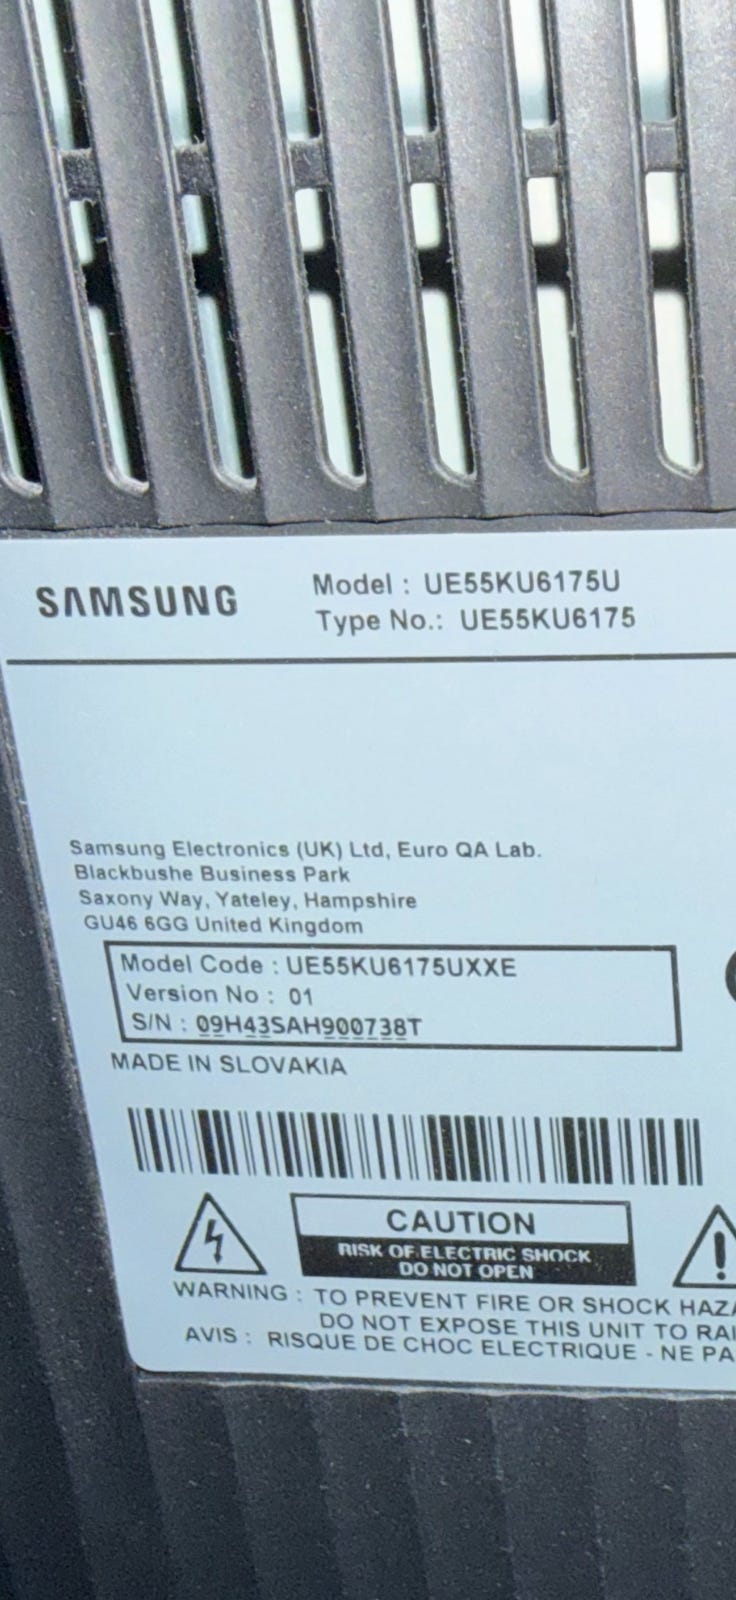 SAMSUNG
Model : UE55KU6175U
Type No.: UE55KU6175
Samsung Electronics (UK) Ltd, Euro QA Lab.
Blackbushe Business Park
Saxony Way, Yateley, Hampshire
GU46 6GG United Kingdom
Model Code : UE55KU6175UXXE
Version No : 01
S/N : 09H43SAH900738T
MADE IN SLOVAKIA
CAUTION
RISK OF ELECTRIC SHOCK
DO NOT OPEN
WARNING : TO PREVENT FIRE OR SHOCK HAZA
DO NOT EXPOSE THIS UNIT TO RAI
AVIS : RISQUE DE CHOC ELECTRIQUE - NE PA